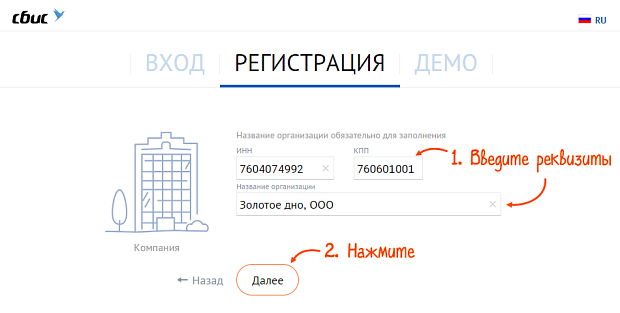 сбис
RU
ВХОД РЕГИСТРАЦИЯ ДЕМО
Название организации обязательно для заполнения
ИНН КПП
7604074992 760601001
1. Введите реквизиты
Название организации
Золотое дно, ООО
Компания
2. Нажмите
Назад Далее